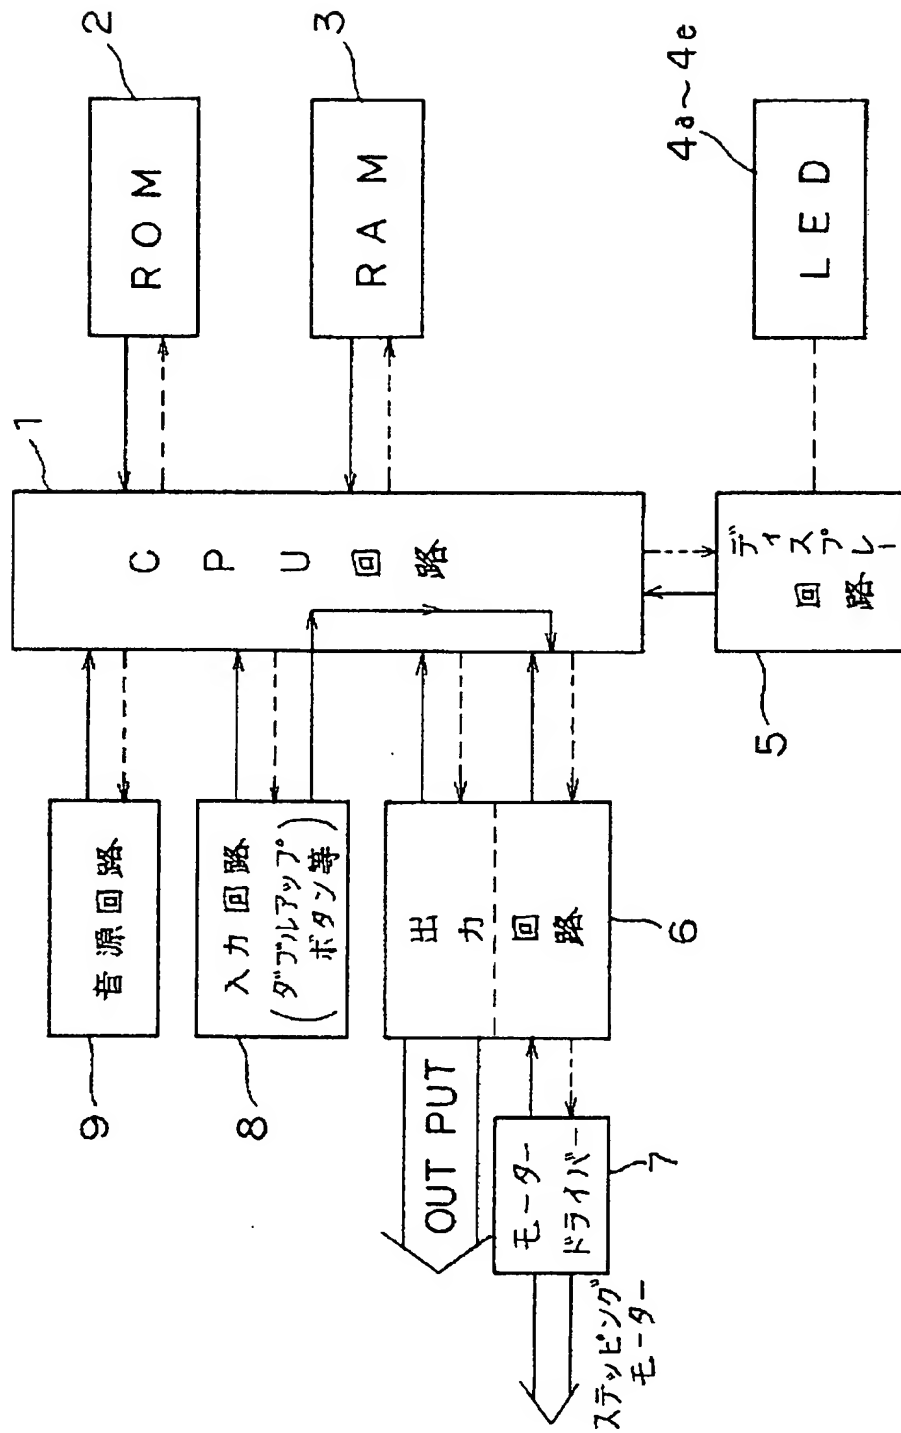 9
音源回路
1
CPU回路
2
ROM
8
入力回路
(ダブルアップ
ボタン等)
3
RAM
OUT PUT
出力
回路
6
モーター
ドライバー
7
ステッピング
モーター
5
ディスプレー
回路
4a～4e
LED